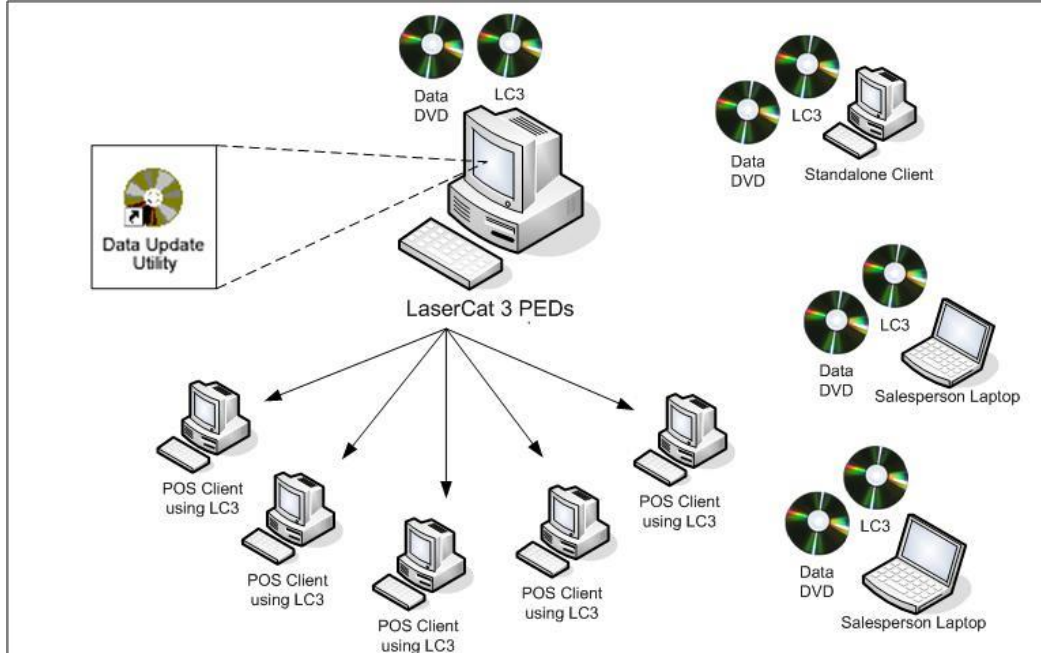 Data
DVD
LC3
Data Update
Utility
LaserCat 3 PEDs
POS Client
using LC3
POS Client
using LC3
POS Client
using LC3
POS Client
using LC3
POS Client
using LC3
LC3
Data
DVD
Standalone Client
LC3
Data
DVD
Salesperson Laptop
LC3
Data
DVD
Salesperson Laptop